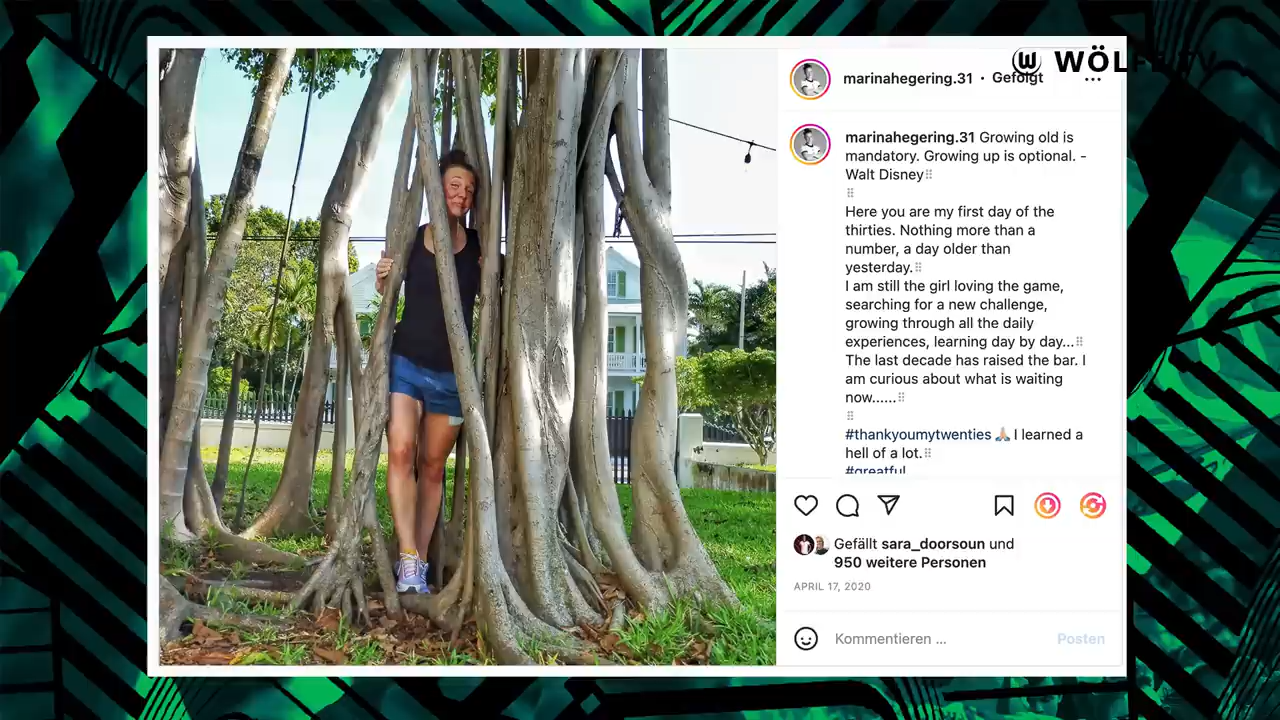 WÖLFE TV
marinahegering.31 • Gefolgt
marinahegering.31 Growing old is
mandatory. Growing up is optional. -
Walt Disney⠿
⠿
Here you are my first day of the
thirties. Nothing more than a
number, a day older than
yesterday.⠿
I am still the girl loving the game,
searching for a new challenge,
growing through all the daily
experiences, learning day by day...⠿
The last decade has raised the bar. I
am curious about what is waiting
now......⠿
⠿
#thankyoumytwenties 🙏🏼 I learned a
hell of a lot.⠿
#greatful
Gefällt sara_doorsoun und
950 weitere Personen
APRIL 17, 2020
Kommentieren ...
Posten